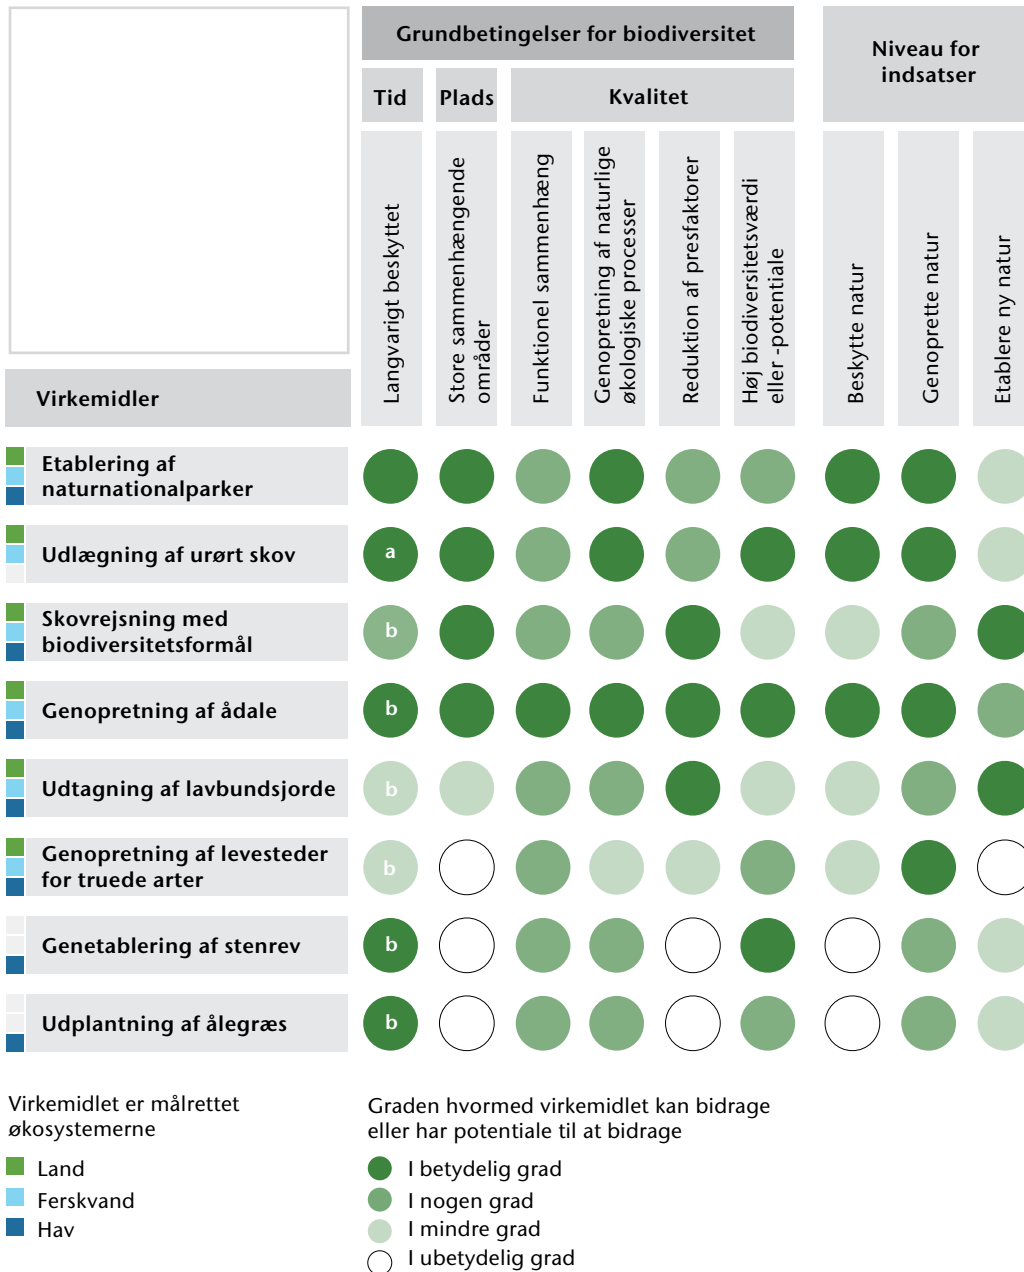 Grundbetingelser for biodiversitet
Niveau for
indsatser
Tid
Plads
Kvalitet
Langvarigt beskyttet
Store sammenhængende
områder
Funktionel sammenhæng
Genopretning af naturlige
økologiske processer
Reduktion af presfaktorer
Høj biodiversitetsværdi
eller -potentiale
Beskytte natur
Genoprette natur
Etablere ny natur
Virkemidler
Etablering af
naturnationalparker
Udlægning af urørt skov
a
Skovrejsning med
biodiversitetsformål
b
Genopretning af ådale
b
Udtagning af lavbundsjorde
b
Genopretning af levesteder
for truede arter
b
Genetablering af stenrev
b
Udplantning af ålegræs
b
Virkemidlet er målrettet
økosystemerne
Land
Ferskvand
Hav
Graden hvormed virkemidlet kan bidrage
eller har potentiale til at bidrage
I betydelig grad
I nogen grad
I mindre grad
I ubetydelig grad